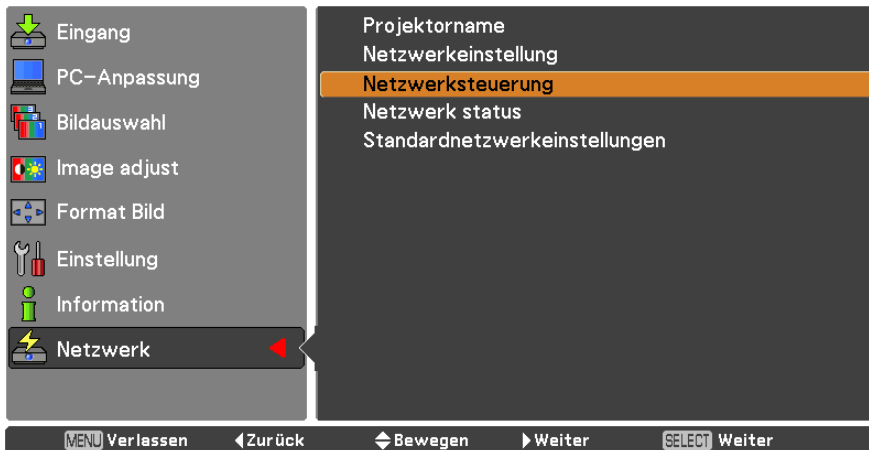 Eingang
PC-Anpassung
Bildauswahl
Image adjust
Format Bild
Einstellung
Information
Netzwerk
Projektorname
Netzwerkeinstellung
Netzwerksteuerung
Netzwerk status
Standardnetzwerkeinstellungen
MENU Verlassen Zurück Bewegen Weiter SELECT Weiter